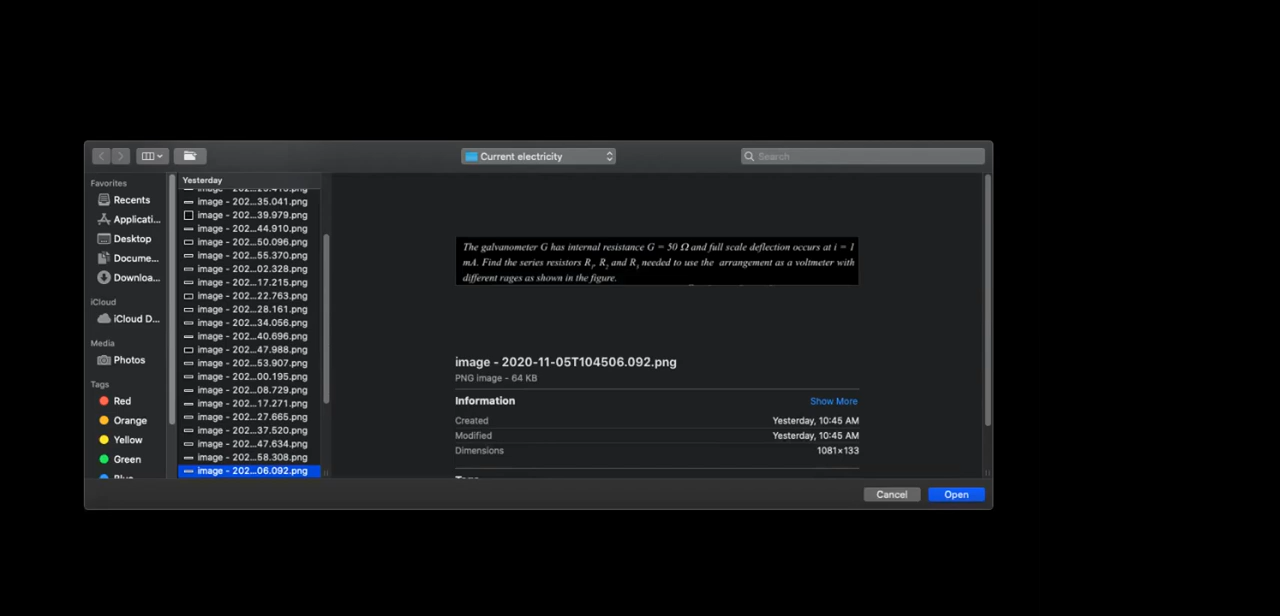 Current electricity
Search
Favorites
Recents
Applicati...
Desktop
Docume...
Downloa...
iCloud
iCloud D...
Media
Photos
Tags
Red
Orange
Yellow
Green
Yesterday
image - 202...35.041.png
image - 202...39.979.png
image - 202...44.910.png
image - 202...50.096.png
image - 202...55.370.png
image - 202...02.328.png
image - 202...17.215.png
image - 202...22.763.png
image - 202...28.161.png
image - 202...34.056.png
image - 202...40.696.png
image - 202...47.988.png
image - 202...53.907.png
image - 202...00.195.png
image - 202...08.729.png
image - 202...17.271.png
image - 202...27.665.png
image - 202...37.520.png
image - 202...47.634.png
image - 202...58.308.png
image - 202...06.092.png
The galvanometer G has internal resistance G = 50 Ω and full scale deflection occurs at i = 1
mA. Find the series resistors R₁, R₂ and R₃ needed to use the arrangement as a voltmeter with
different rages as shown in the figure.
image - 2020-11-05T104506.092.png
PNG image - 64 KB
Information Show More
Created Yesterday, 10:45 AM
Modified Yesterday, 10:45 AM
Dimensions 1081×133
Cancel Open